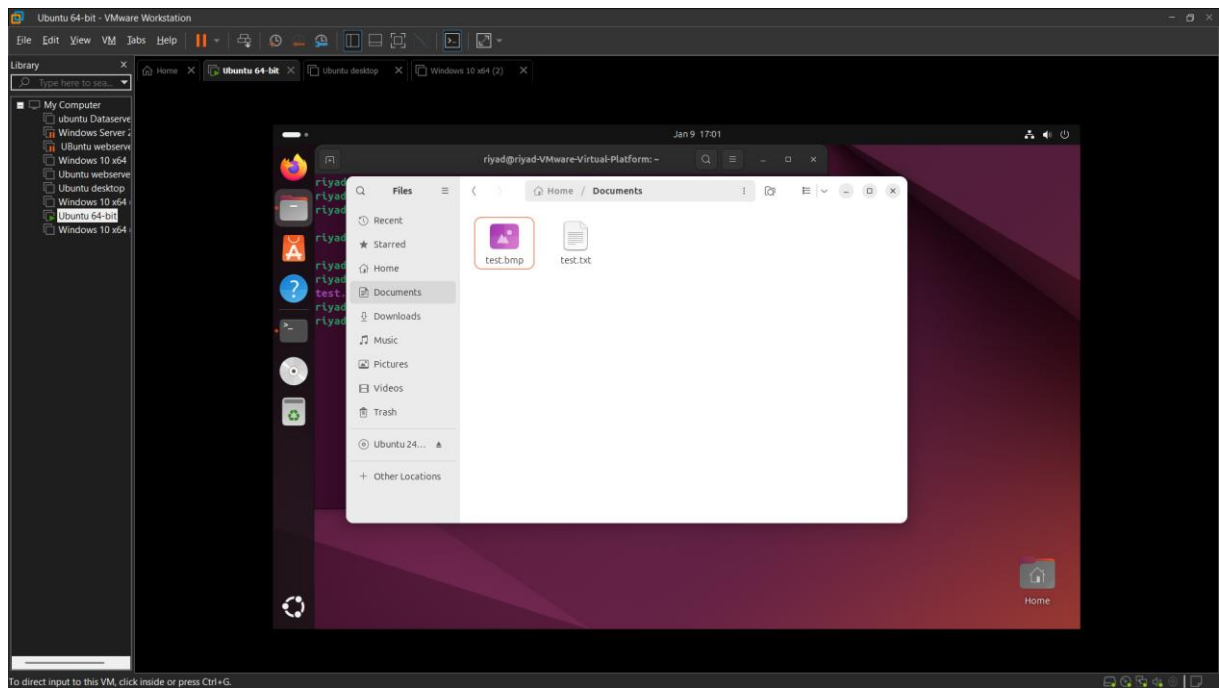 Ubuntu 64-bit - VMware Workstation
File Edit View VM Tabs Help
Library
Type here to sea...
Home
Ubuntu 64-bit
Ubuntu desktop
Windows 10 x64 (2)
My Computer
ubuntu Dataserve
Windows Server 2
UBuntu webserve
Windows 10 x64
Ubuntu webserve
Ubuntu desktop
Windows 10 x64
Ubuntu 64-bit
Windows 10 x64
Jan 9 17:01
riyad@riyad-VMware-Virtual-Platform: ~
riyad
riyad
riyad
riyad
riyad
riyad
test.
riyad
riyad
Files
Home / Documents
Recent
Starred
Home
Documents
Downloads
Music
Pictures
Videos
Trash
Ubuntu 24...
+ Other Locations
test.bmp
test.txt
Home
To direct input to this VM, click inside or press Ctrl+G.